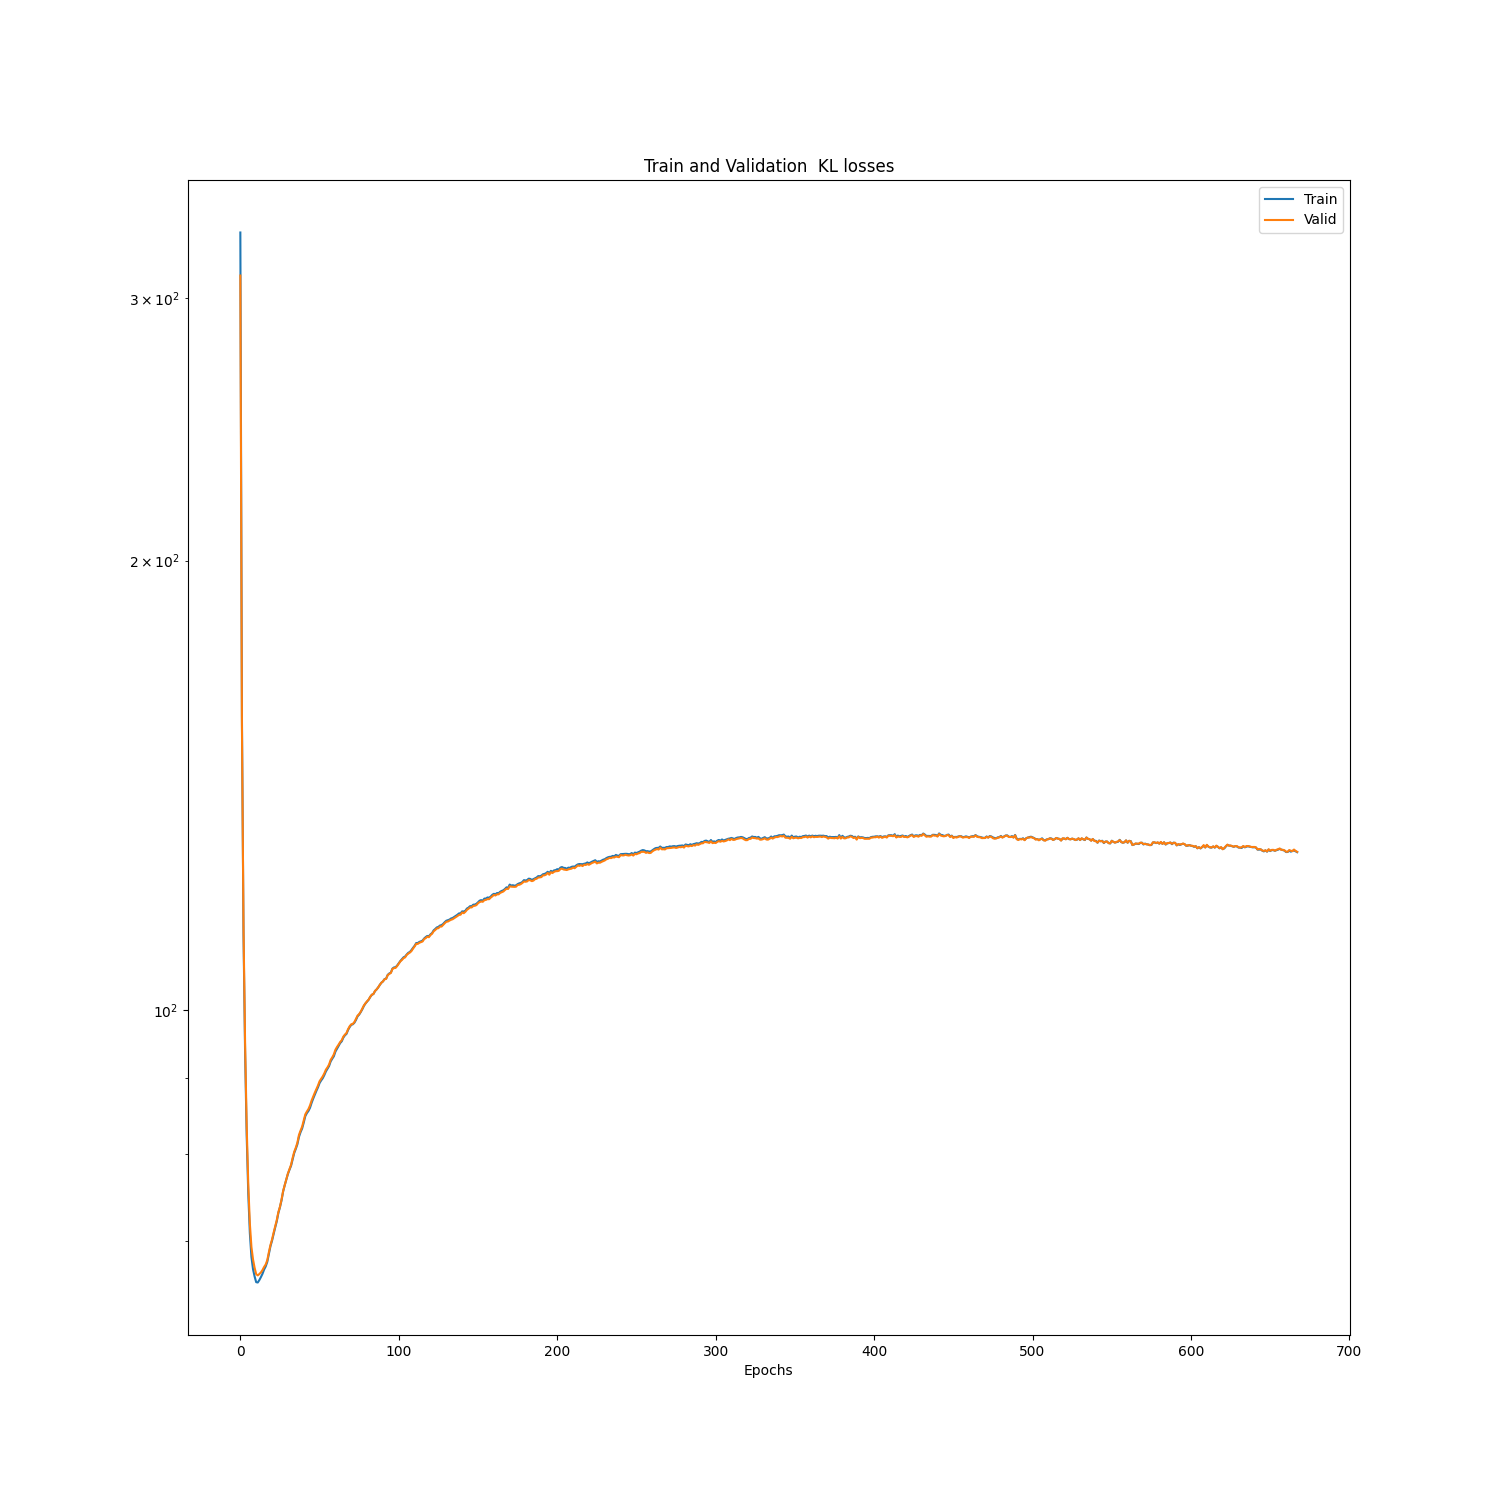 Train and Validation  KL losses
Train
Valid
3 × 10²
2 × 10²
10²
0 100 200 300 400 500 600 700
Epochs